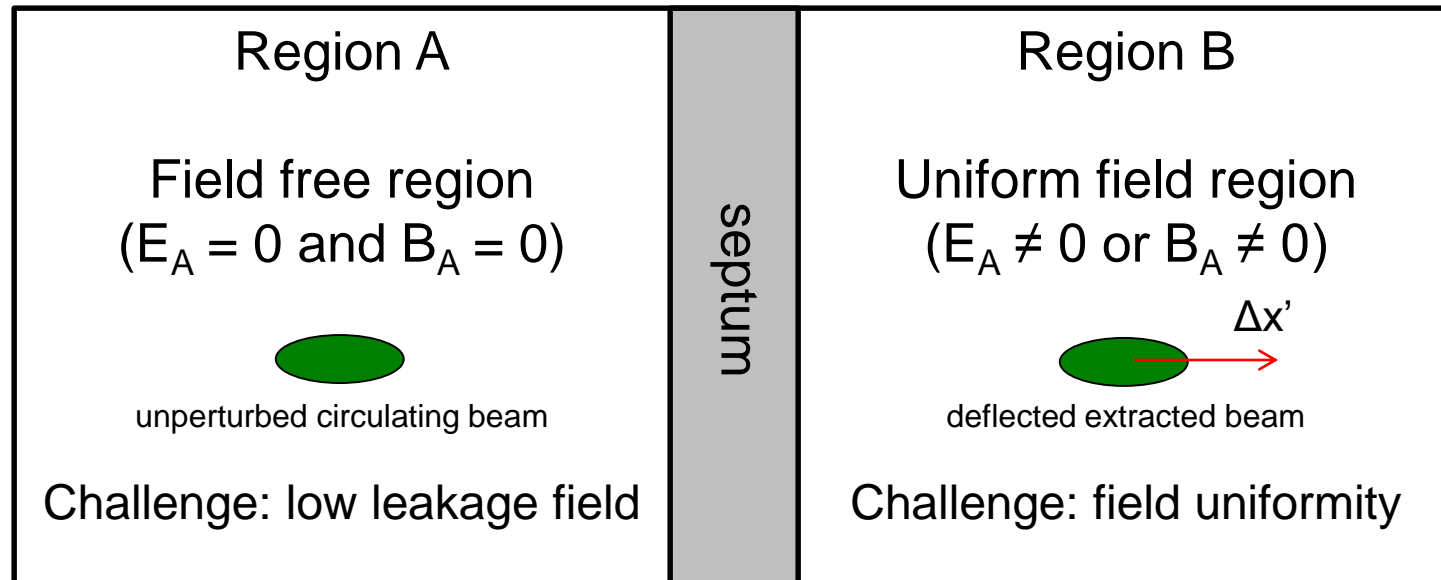 Region A
Field free region
(E_A = 0 and B_A = 0)
unperturbed circulating beam
Challenge: low leakage field
septum
Region B
Uniform field region
(E_A ≠ 0 or B_A ≠ 0)
Δx’
deflected extracted beam
Challenge: field uniformity